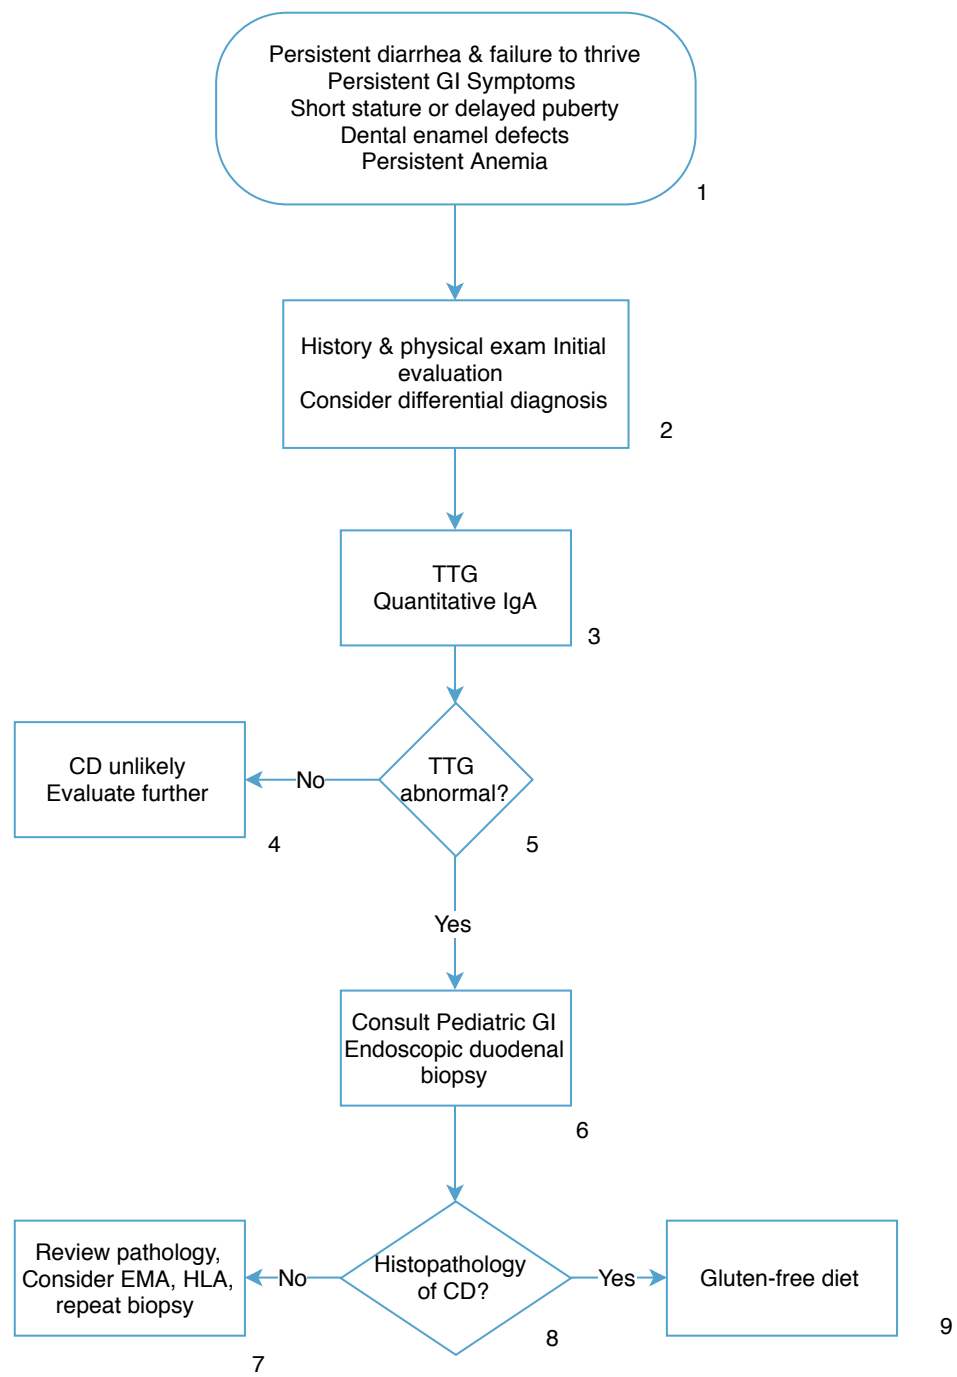 Persistent diarrhea & failure to thrive
Persistent GI Symptoms
Short stature or delayed puberty
Dental enamel defects
Persistent Anemia
1
History & physical exam Initial
evaluation
Consider differential diagnosis
2
TTG
Quantitative IgA
3
CD unlikely
Evaluate further
4
No
TTG
abnormal?
5
Yes
Consult Pediatric GI
Endoscopic duodenal
biopsy
6
Review pathology,
Consider EMA, HLA,
repeat biopsy
7
No
Histopathology
of CD?
8
Yes
Gluten-free diet
9